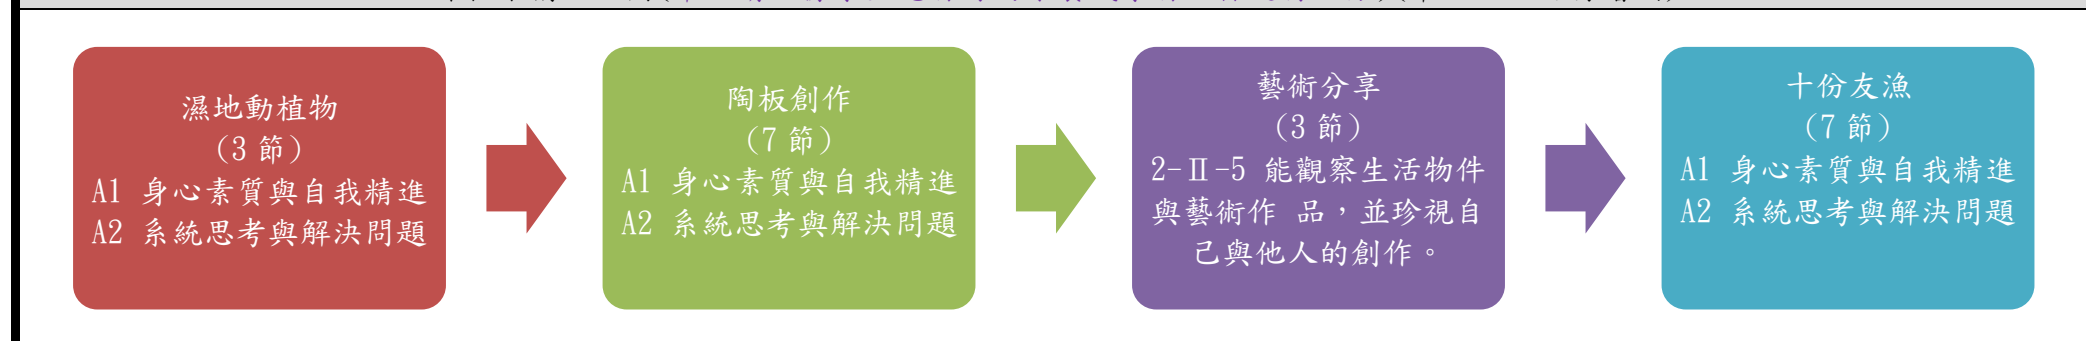 濕地動植物
（3 節）
A1 身心素質與自我精進
A2 系統思考與解決問題
陶板創作
（7 節）
A1 身心素質與自我精進
A2 系統思考與解決問題
藝術分享
（3 節）
2-Ⅱ-5 能觀察生活物件
與藝術作 品，並珍視自
己與他人的創作。
十份友漁
（7 節）
A1 身心素質與自我精進
A2 系統思考與解決問題